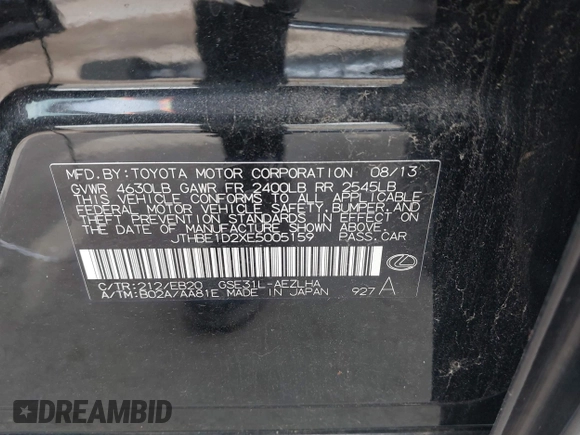 MFD.BY:TOYOTA MOTOR CORPORATION 08/13
GVWR 4630LB GAWR FR 2400LB RR 2545LB
THIS VEHICLE CONFORMS TO ALL APPLICABLE
FEDERAL MOTOR VEHICLE SAFETY,BUMPER,AND
THEFT PREVENTION STANDARDS IN EFFECT ON
THE DATE OF MANUFACTURE SHOWN ABOVE.
JTHBE1D2XE5005159 PASS.CAR
C/TR:212/EB20 GSE31L-AEZLHA
A/TM:B02A/AA81E MADE IN JAPAN 927 A
DREAMBID